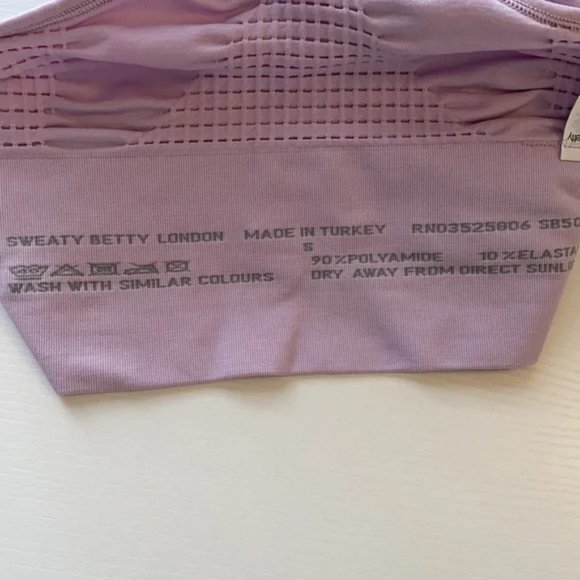 SWEATY BETTY LONDON MADE IN TURKEY RN03525806 SB50
S
90%POLYAMIDE 10%ELASTA
WASH WITH SIMILAR COLOURS DRY AWAY FROM DIRECT SUNLI